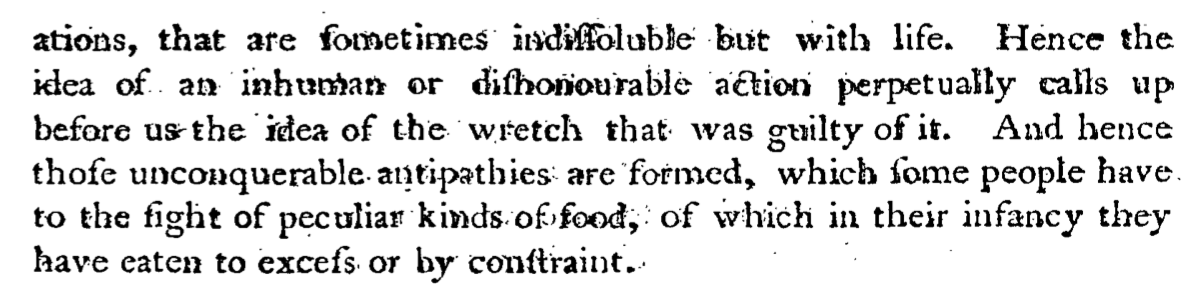 ations, that are ſometimes indiſſoluble but with life. Hence the
idea of an inhuman or diſhonourable action perpetually calls up
before us the idea of the wretch that was guilty of it. And hence
thoſe unconquerable antipathies are formed, which ſome people have
to the ſight of peculiar kinds of food, of which in their infancy they
have eaten to exceſs or by conſtraint.